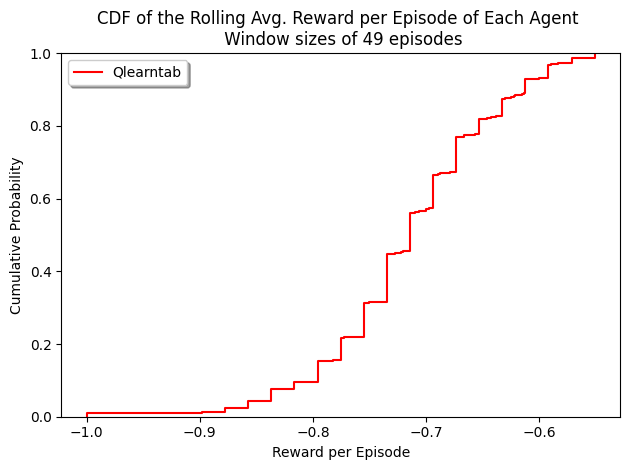 CDF of the Rolling Avg. Reward per Episode of Each Agent
Window sizes of 49 episodes
Qlearntab
1.0
0.8
0.6
0.4
0.2
0.0
Cumulative Probability
−1.0 −0.9 −0.8 −0.7 −0.6
Reward per Episode